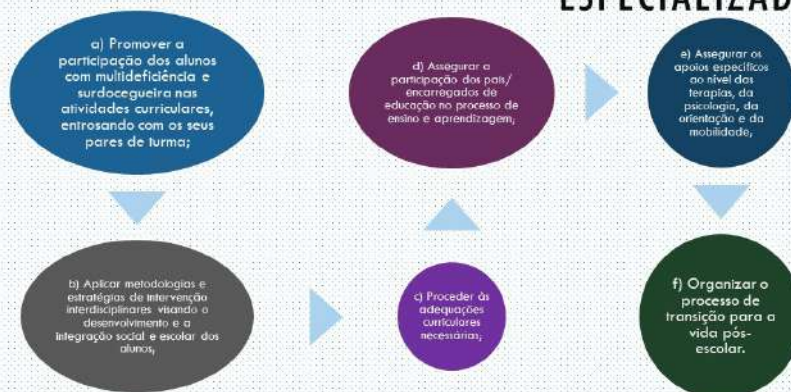 ESPECIALIZAD
a) Promover a
participação dos alunos
com multideficiência e
surdocegueira nas
atividades curriculares,
entrosando com os seus
pares de turma;
b) Aplicar metodologias e
estratégias de intervenção
interdisciplinares visando o
desenvolvimento e a
integração social e escolar dos
alunos;
c) Proceder às
adequações
curriculares
necessárias;
d) Assegurar a
participação dos pais/
encarregados de
educação no processo de
ensino e aprendizagem;
e) Assegurar os
apoios específicos
ao nível das
terapias, da
psicologia, da
orientação e da
mobilidade;
f) Organizar o
processo de
transição para a
vida pós-
escolar.